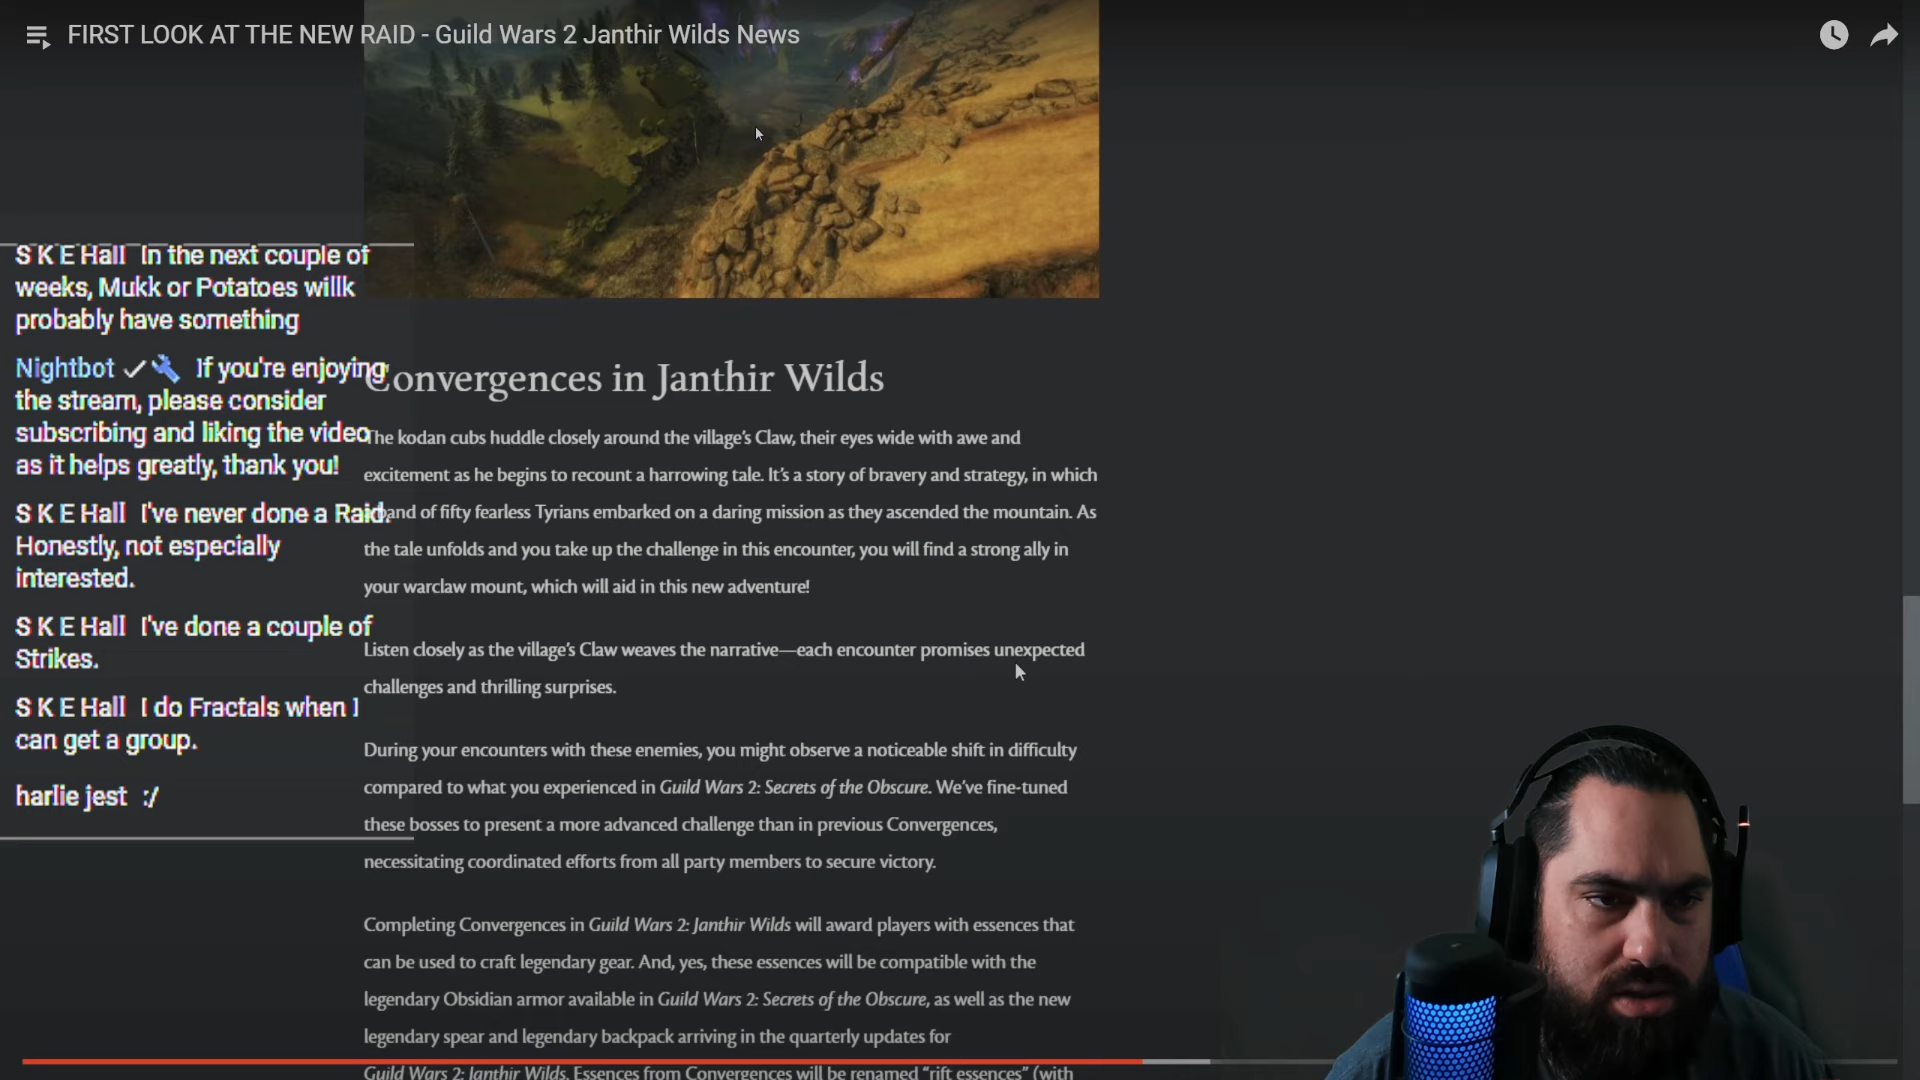 FIRST LOOK AT THE NEW RAID - Guild Wars 2 Janthir Wilds News
S K E Hall In the next couple of
weeks, Mukk or Potatoes willk
probably have something
Nightbot If you're enjoying
the stream, please consider
subscribing and liking the video
as it helps greatly, thank you!
S K E Hall I've never done a Raid.
Honestly, not especially
interested.
S K E Hall I've done a couple of
Strikes.
S K E Hall I do Fractals when I
can get a group.
harlie jest :/
Convergences in Janthir Wilds
The kodan cubs huddle closely around the village's Claw, their eyes wide with awe and
excitement as he begins to recount a harrowing tale. It's a story of bravery and strategy, in which
band of fifty fearless Tyrians embarked on a daring mission as they ascended the mountain. As
the tale unfolds and you take up the challenge in this encounter, you will find a strong ally in
your warclaw mount, which will aid in this new adventure!
Listen closely as the village's Claw weaves the narrative—each encounter promises unexpected
challenges and thrilling surprises.
During your encounters with these enemies, you might observe a noticeable shift in difficulty
compared to what you experienced in Guild Wars 2: Secrets of the Obscure. We've fine-tuned
these bosses to present a more advanced challenge than in previous Convergences,
necessitating coordinated efforts from all party members to secure victory.
Completing Convergences in Guild Wars 2: Janthir Wilds will award players with essences that
can be used to craft legendary gear. And, yes, these essences will be compatible with the
legendary Obsidian armor available in Guild Wars 2: Secrets of the Obscure, as well as the new
legendary spear and legendary backpack arriving in the quarterly updates for
Guild Wars 2: Janthir Wilds. Essences from Convergences will be renamed "rift essences" (with